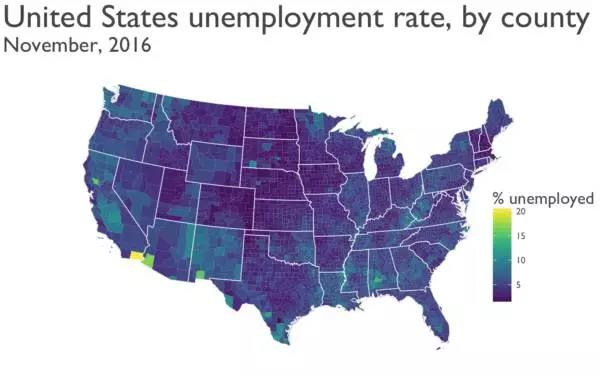 United States unemployment rate, by county
November, 2016
% unemployed
20
15
10
5